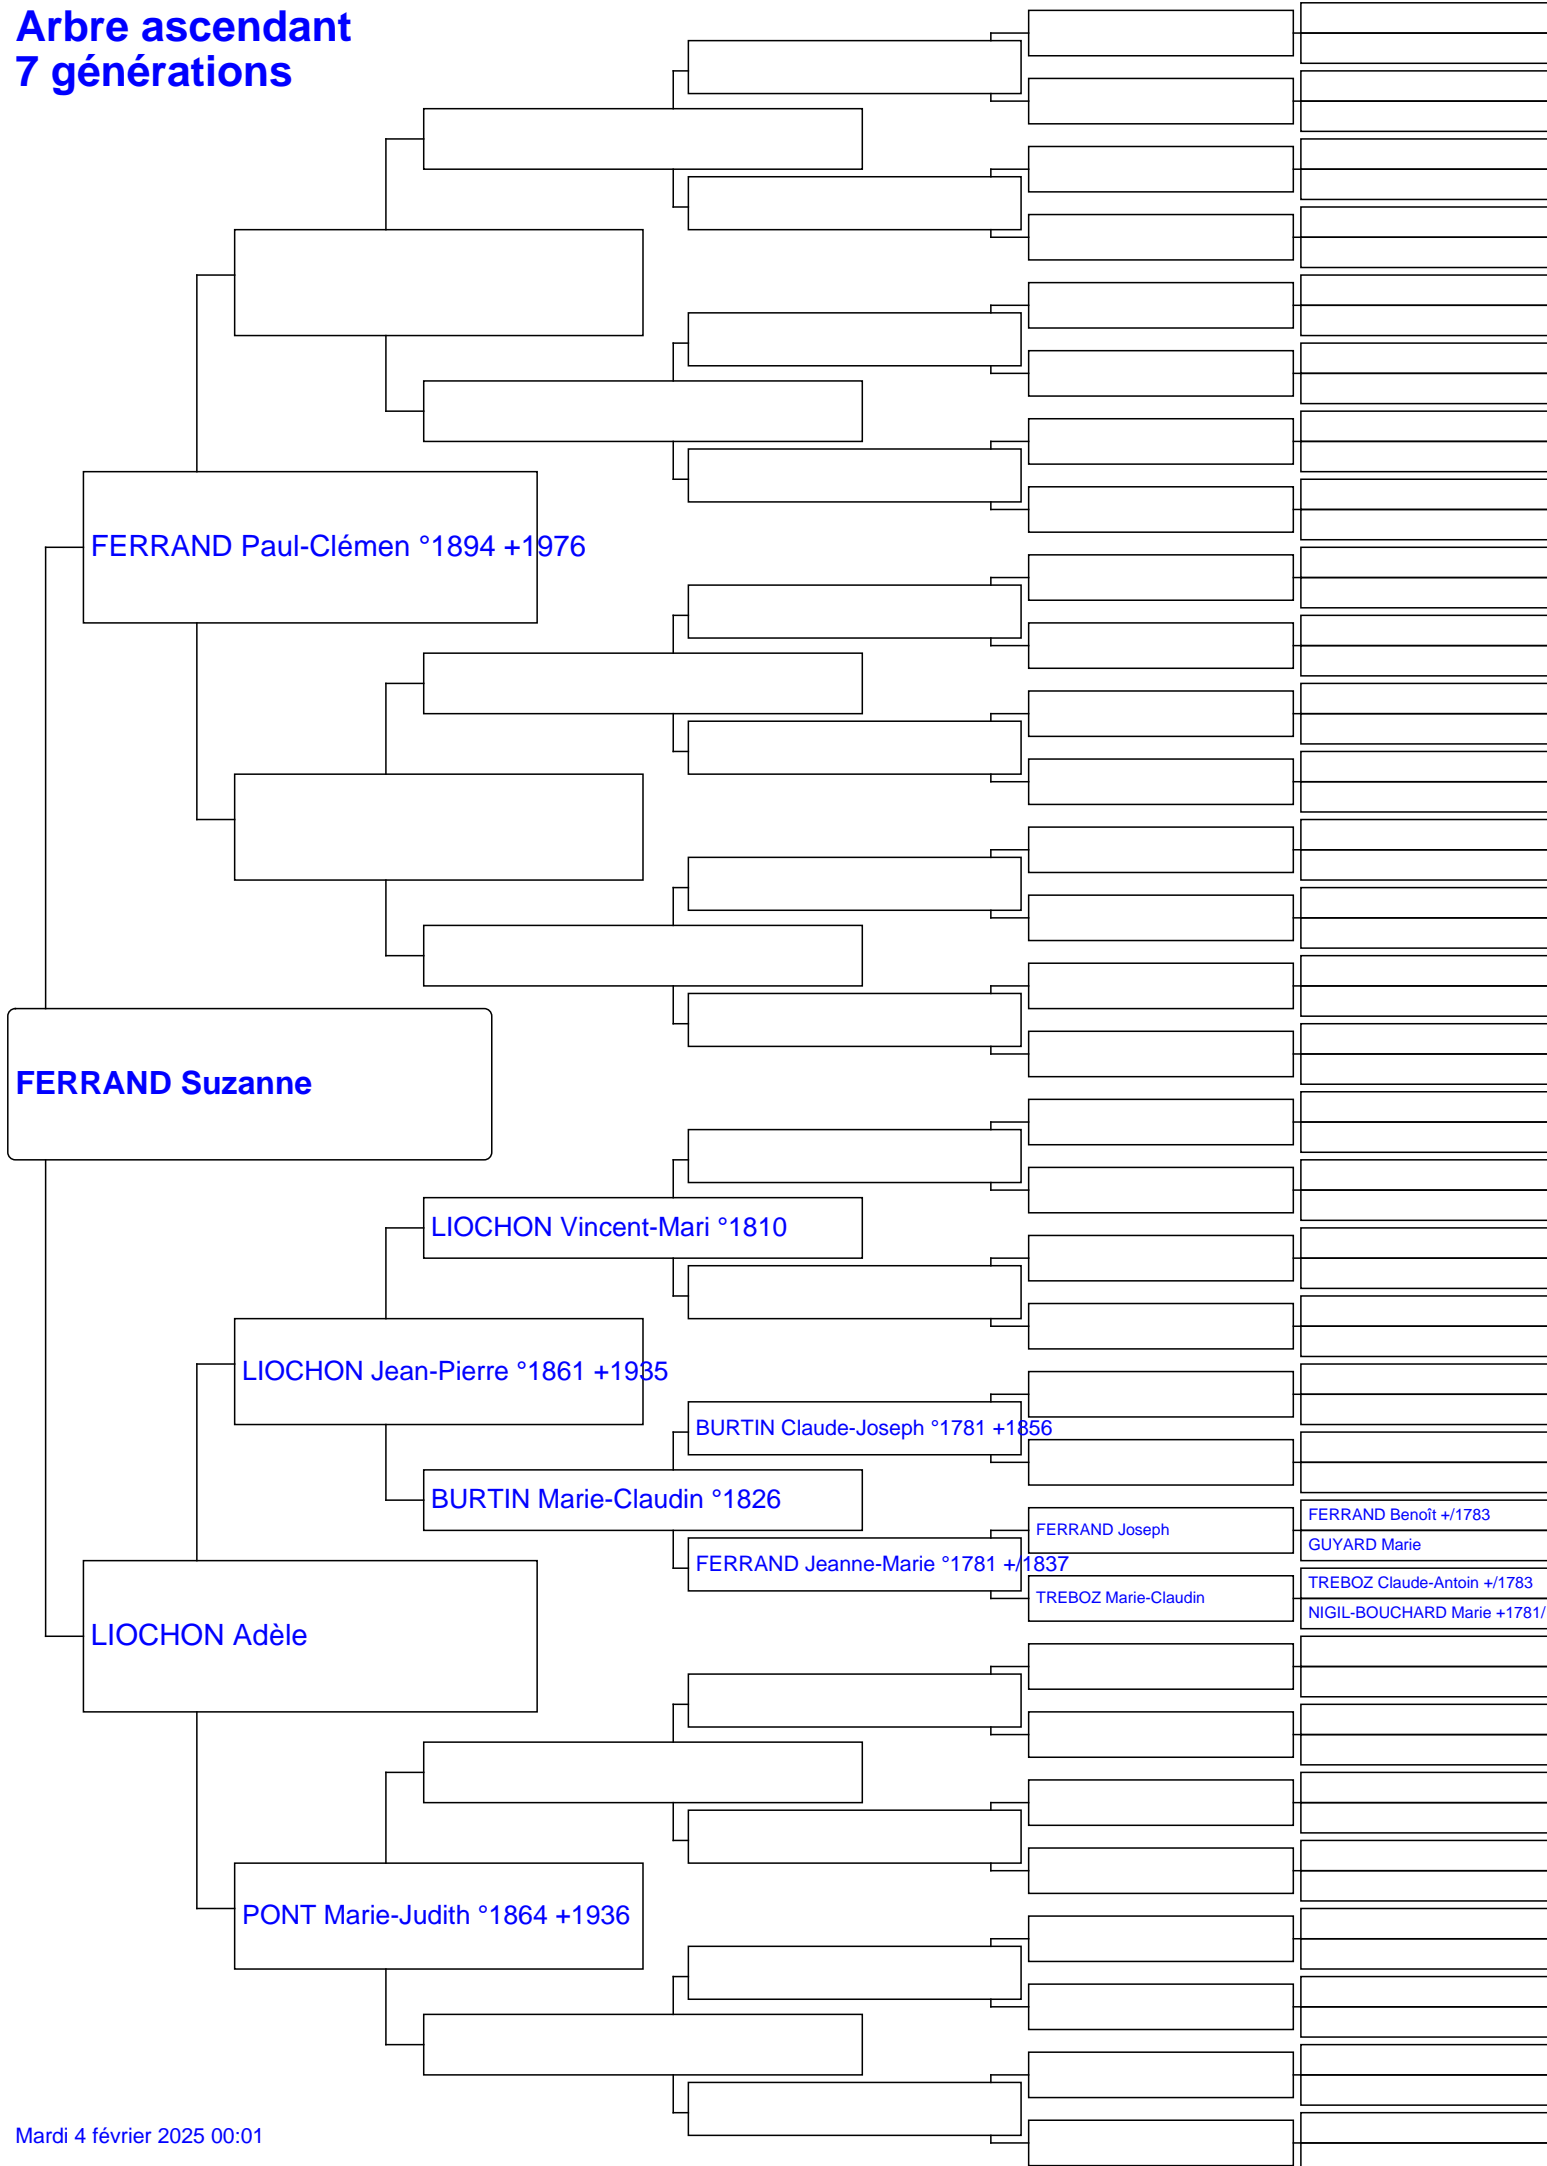 Arbre ascendant
7 générations
FERRAND Paul-Clémen °1894 +1976
FERRAND Suzanne
LIOCHON Vincent-Mari °1810
LIOCHON Jean-Pierre °1861 +1935
BURTIN Claude-Joseph °1781 +1856
BURTIN Marie-Claudin °1826
FERRAND Benoît +/1783
FERRAND Joseph
GUYARD Marie
FERRAND Jeanne-Marie °1781 +/1837
TREBOZ Claude-Antoin +/1783
TREBOZ Marie-Claudin
NIGIL-BOUCHARD Marie +1781/
LIOCHON Adèle
PONT Marie-Judith °1864 +1936
Mardi 4 février 2025 00:01